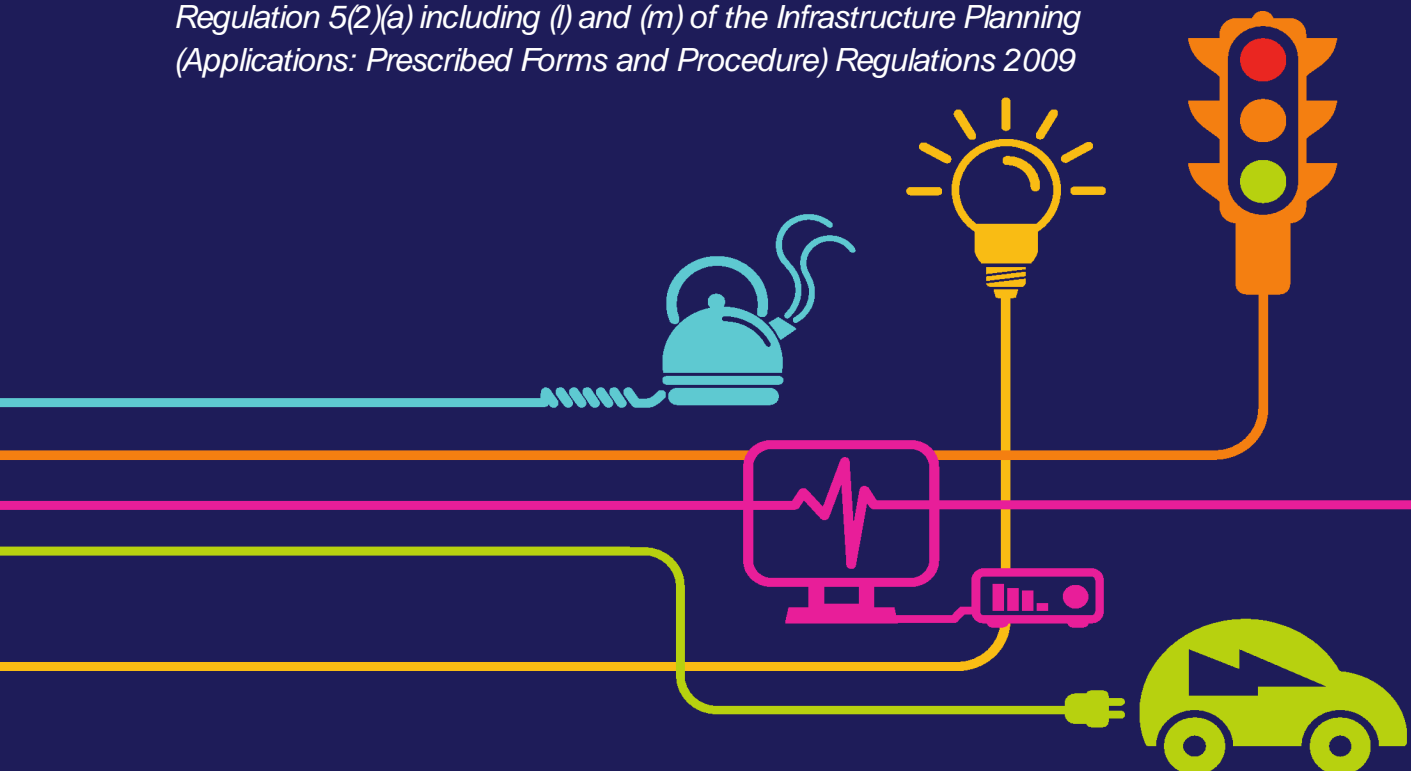 Regulation 5(2)(a) including (l) and (m) of the Infrastructure Planning
(Applications: Prescribed Forms and Procedure) Regulations 2009